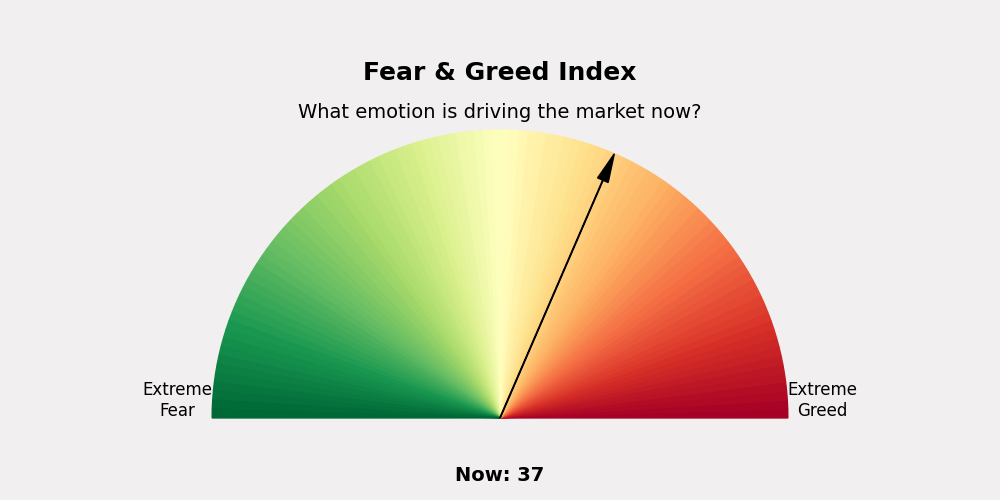 Fear & Greed Index
What emotion is driving the market now?
Extreme
Fear
Extreme
Greed
Now: 37